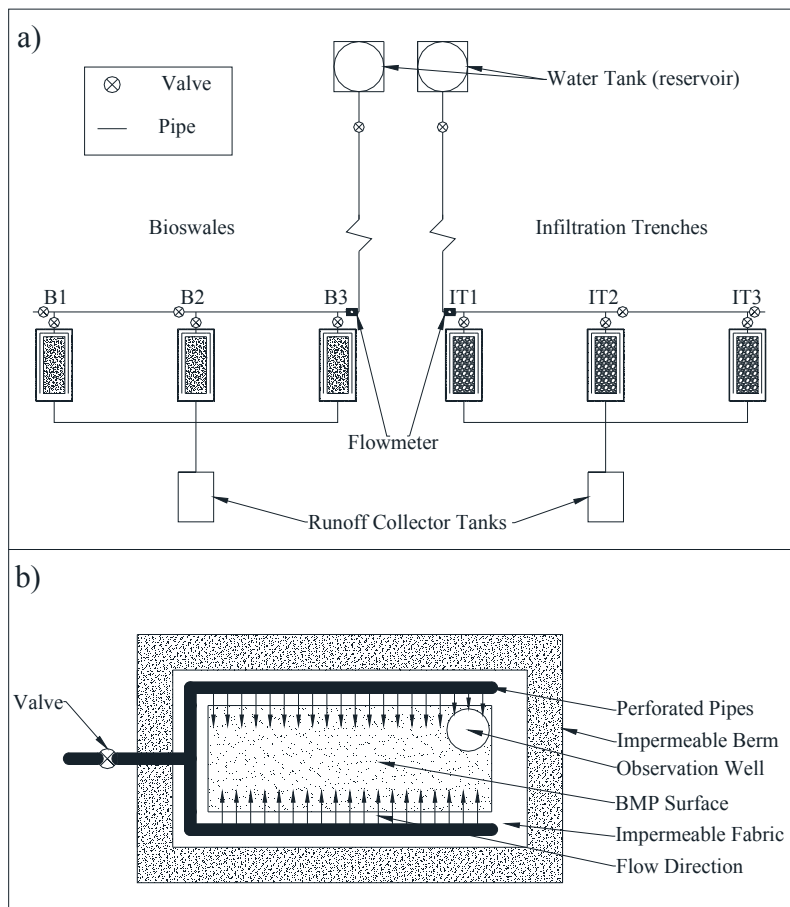 a)
Valve
Pipe
Water Tank (reservoir)
Bioswales
Infiltration Trenches
B1
B2
B3
IT1
IT2
IT3
Flowmeter
Runoff Collector Tanks
b)
Valve
Perforated Pipes
Impermeable Berm
Observation Well
BMP Surface
Impermeable Fabric
Flow Direction